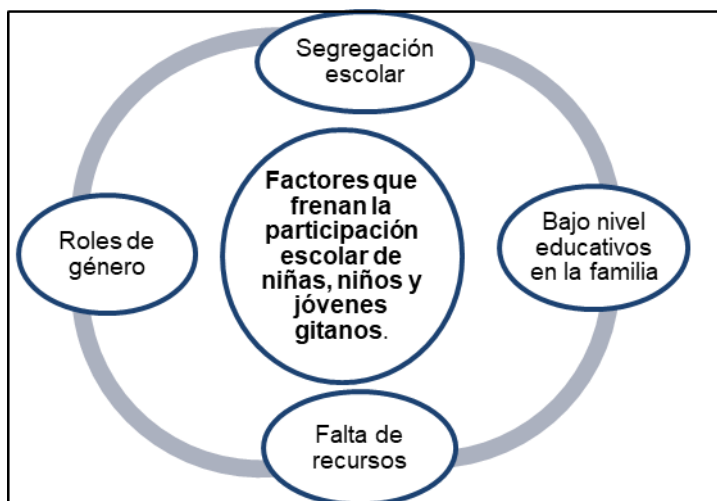 Segregación
escolar
Factores que
frenan la
participación
escolar de
niñas, niños y
jóvenes
gitanos.
Roles de
género
Bajo nivel
educativos
en la familia
Falta de
recursos